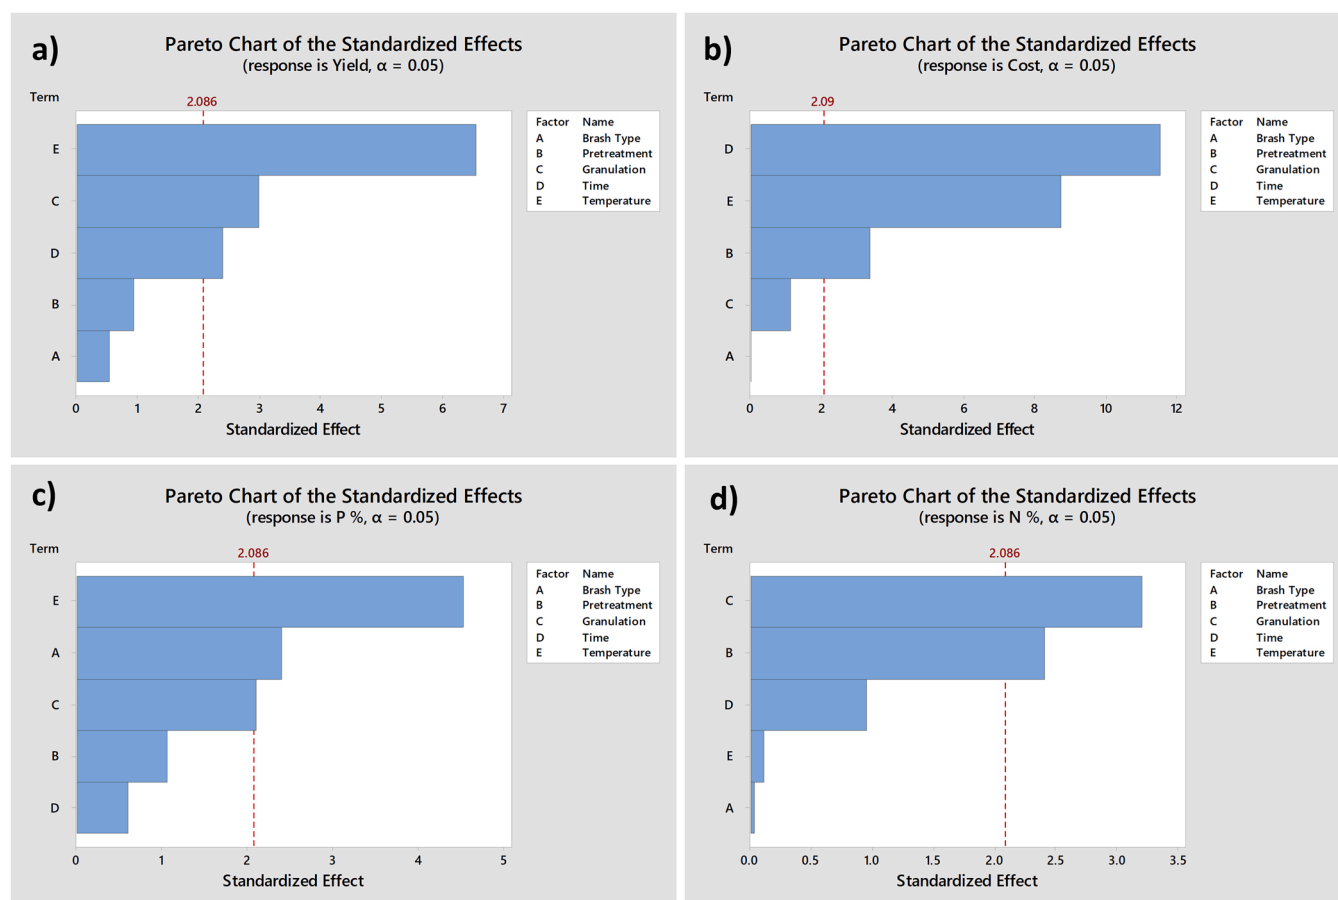 a)
Pareto Chart of the Standardized Effects
(response is Yield, α = 0.05)
Term
2.086
E
C
D
B
A
0 1 2 3 4 5 6 7
Standardized Effect
Factor Name
A Brash Type
B Pretreatment
C Granulation
D Time
E Temperature
b)
Pareto Chart of the Standardized Effects
(response is Cost, α = 0.05)
Term
2.09
D
E
B
C
A
0 2 4 6 8 10 12
Standardized Effect
Factor Name
A Brash Type
B Pretreatment
C Granulation
D Time
E Temperature
c)
Pareto Chart of the Standardized Effects
(response is P %, α = 0.05)
Term
2.086
E
A
C
B
D
0 1 2 3 4 5
Standardized Effect
Factor Name
A Brash Type
B Pretreatment
C Granulation
D Time
E Temperature
d)
Pareto Chart of the Standardized Effects
(response is N %, α = 0.05)
Term
2.086
C
B
D
E
A
0.0 0.5 1.0 1.5 2.0 2.5 3.0 3.5
Standardized Effect
Factor Name
A Brash Type
B Pretreatment
C Granulation
D Time
E Temperature